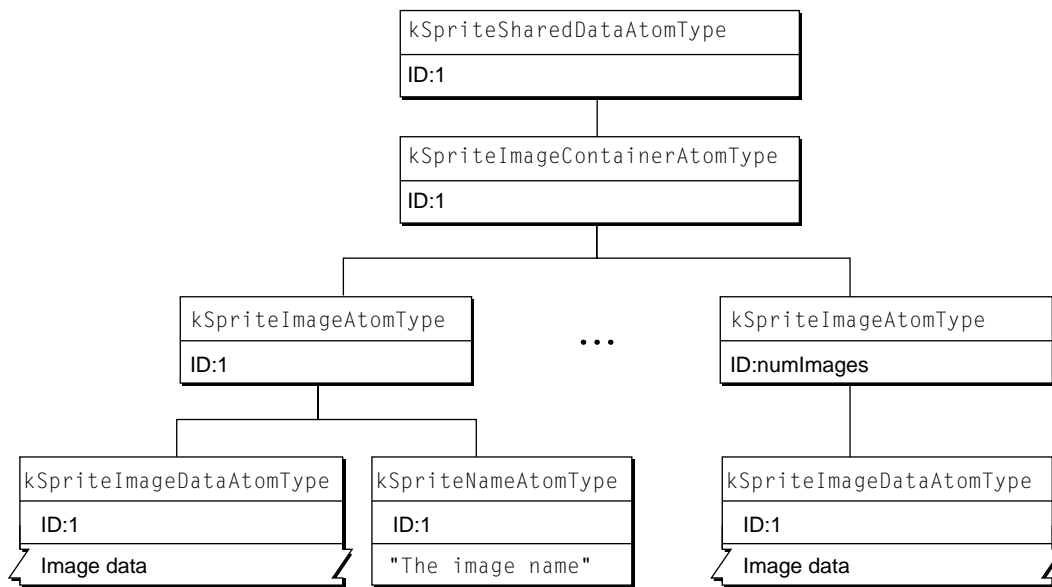 kSpriteSharedDataAtomType
ID:1
kSpriteImageContainerAtomType
ID:1
kSpriteImageAtomType
ID:1
...
kSpriteImageAtomType
ID:numImages
kSpriteImageDataAtomType
ID:1
Image data
kSpriteNameAtomType
ID:1
"The image name"
kSpriteImageDataAtomType
ID:1
Image data